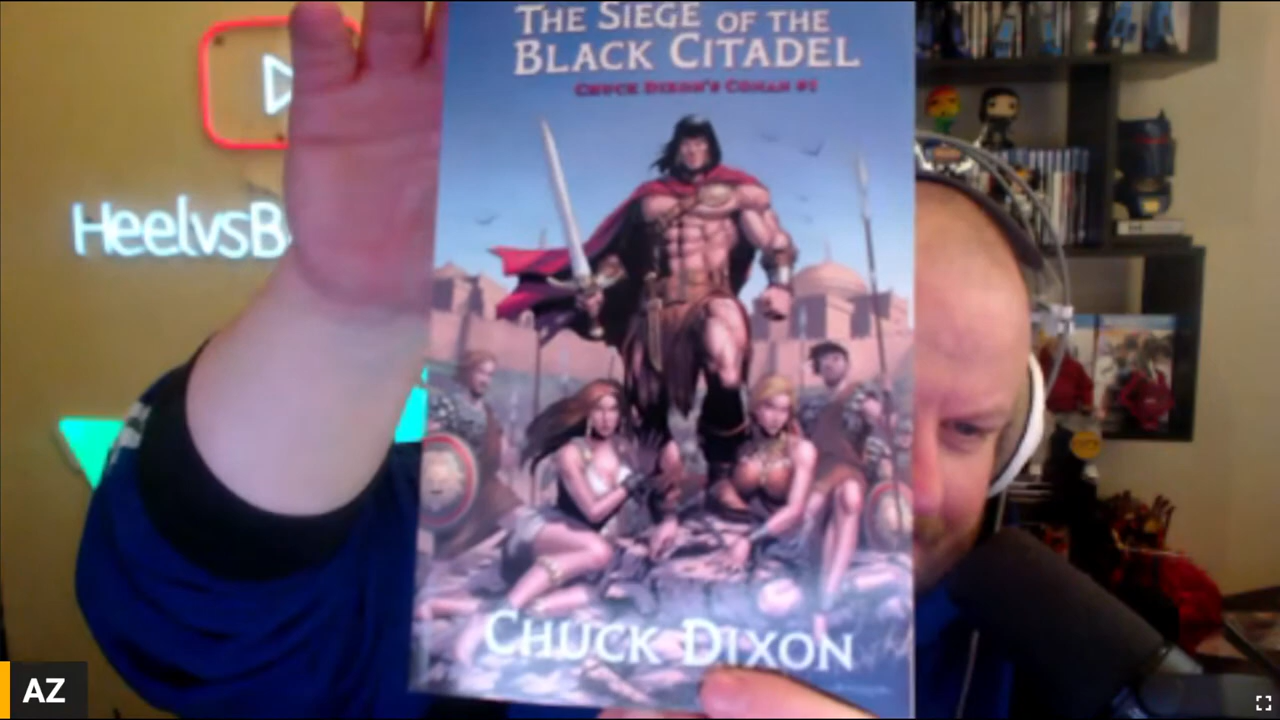 THE SIEGE OF THE
BLACK CITADEL
CHUCK DIXON'S CONAN #1
HeelvsB
CHUCK DIXON
AZ